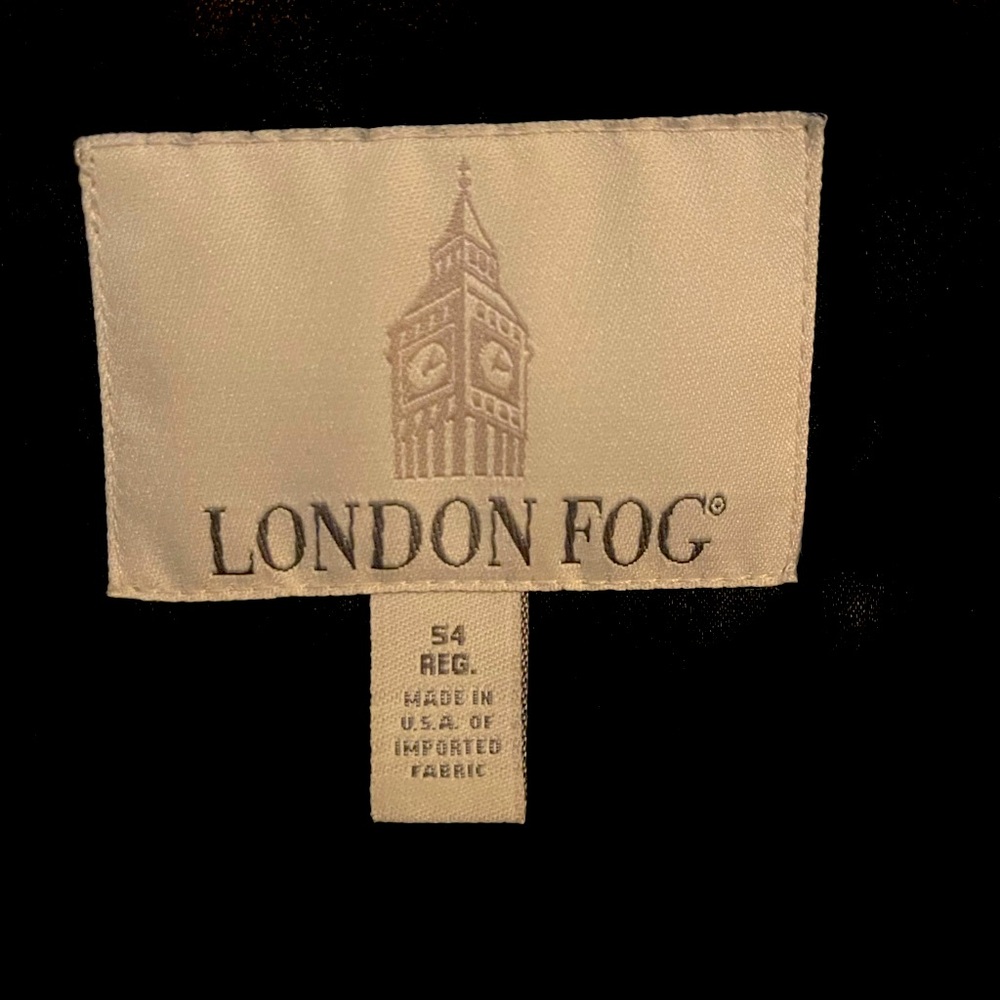 LONDON FOG®
54
REG.
MADE IN
U.S.A. OF
IMPORTED
FABRIC